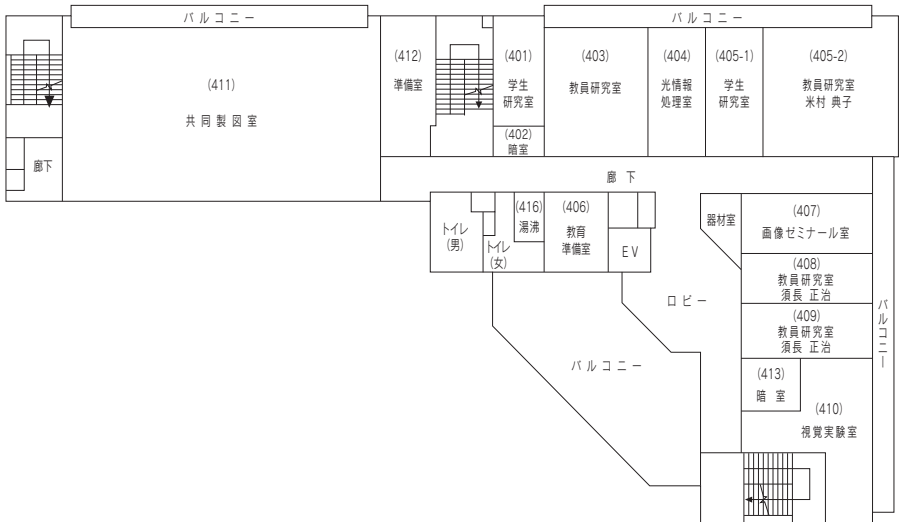 バルコニー
バルコニー
(411)
共同製図室
(412)
準備室
(401)
学生
研究室
(402)
暗室
(403)
教員研究室
(404)
光情報
処理室
(405-1)
学生
研究室
(405-2)
教員研究室
米村 典子
廊下
廊下
トイレ
(男)
トイレ
(女)
(416)
湯沸
(406)
教育
準備室
EV
器材室
(407)
画像ゼミナール室
(408)
教員研究室
須長 正治
(409)
教員研究室
須長 正治
ロビー
バルコニー
バルコニー
(413)
暗 室
(410)
視覚実験室